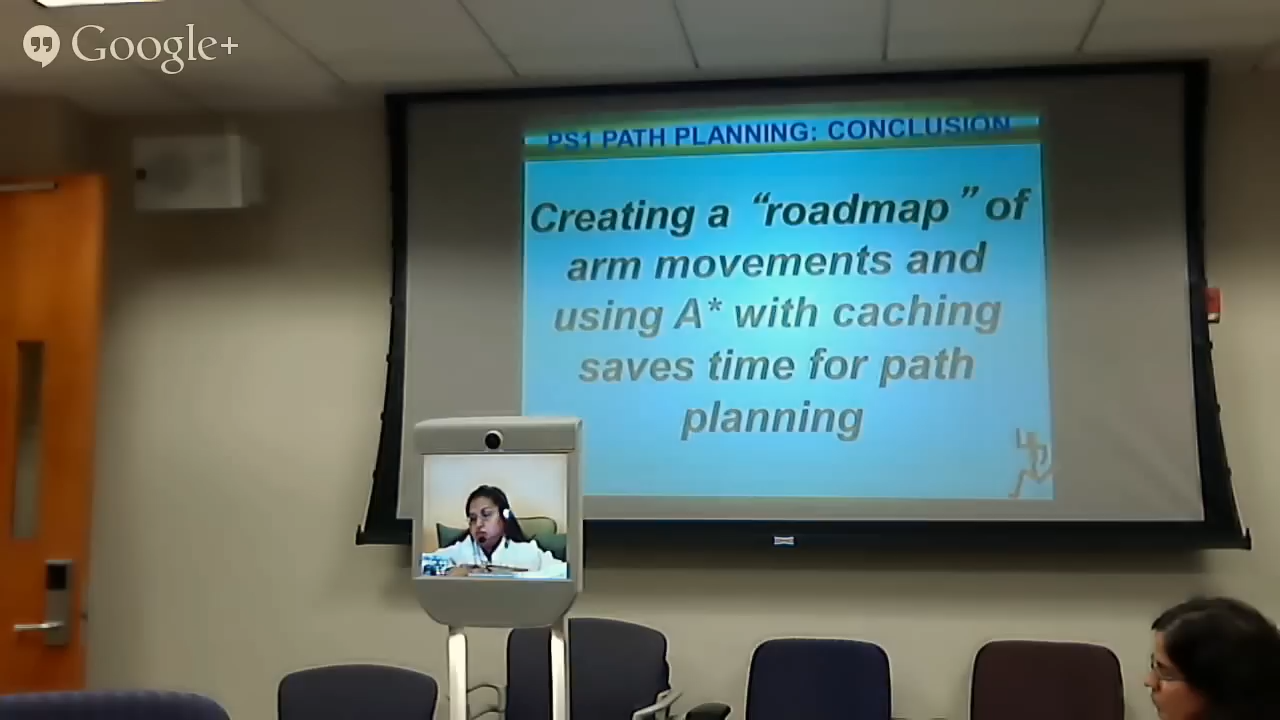 Google+
PS1 PATH PLANNING: CONCLUSION
Creating a “roadmap” of
arm movements and
using A* with caching
saves time for path
planning